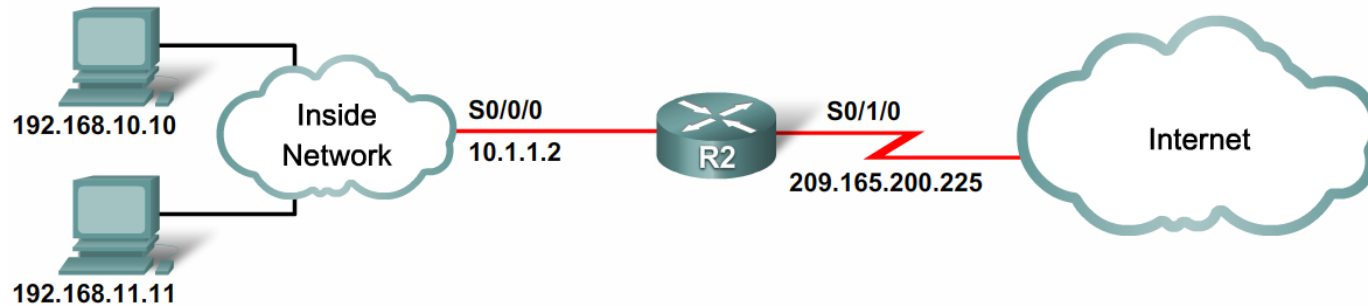 192.168.10.10
192.168.11.11
Inside
Network
S0/0/0
10.1.1.2
R2
S0/1/0
209.165.200.225
Internet